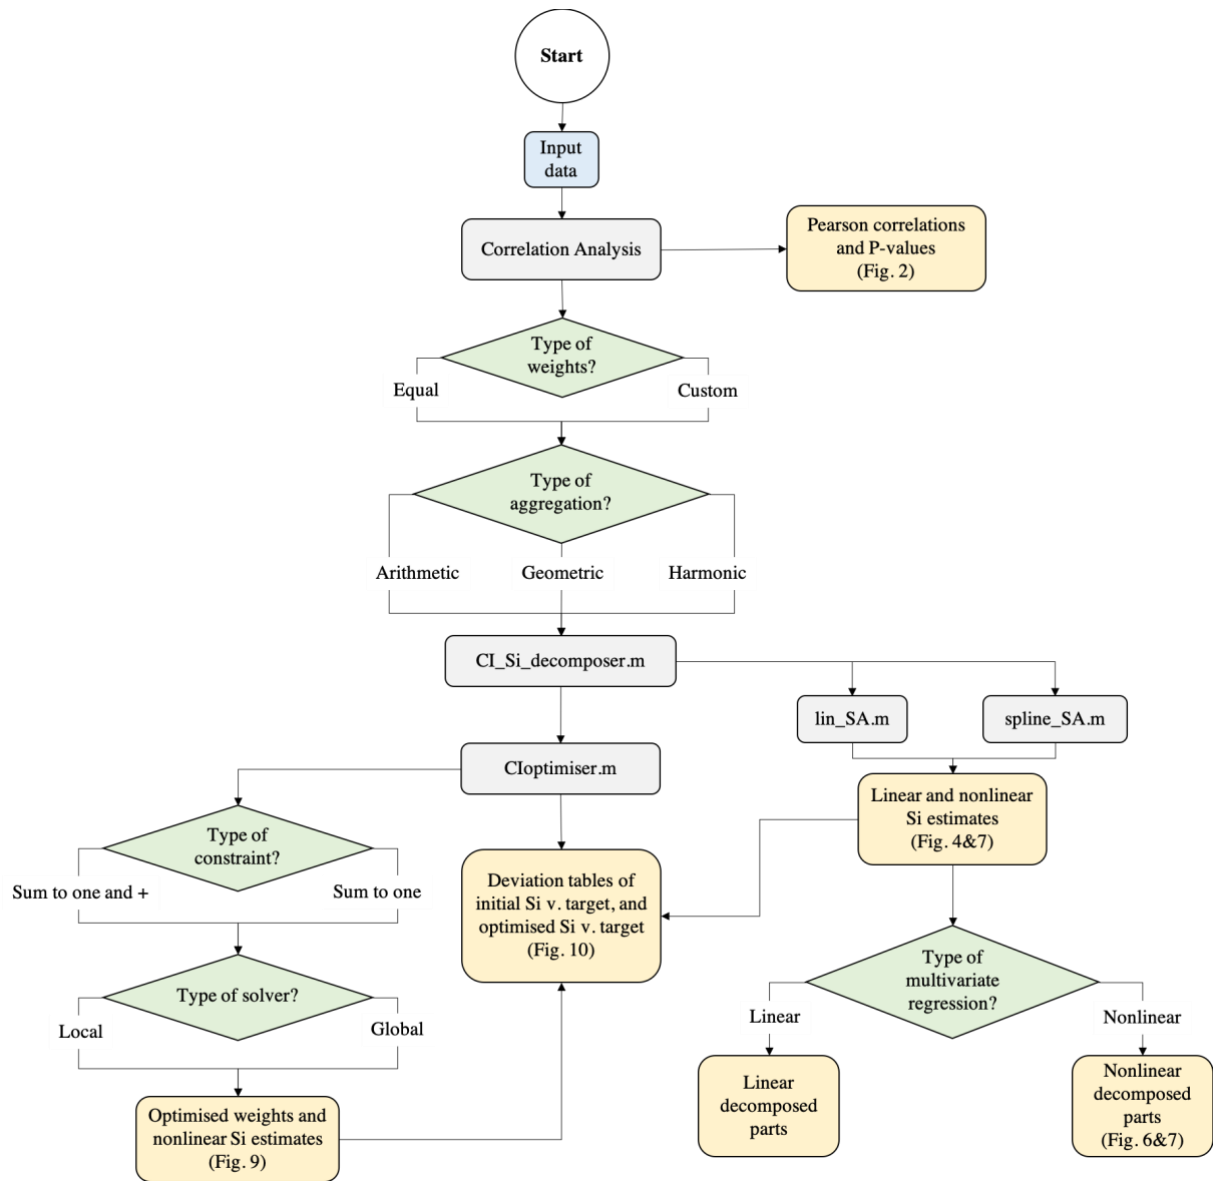 Start
Input
data
Correlation Analysis
Pearson correlations
and P-values
(Fig. 2)
Type of
weights?
Equal
Custom
Type of
aggregation?
Arithmetic
Geometric
Harmonic
CI_Si_decomposer.m
lin_SA.m
spline_SA.m
CIoptimiser.m
Linear and nonlinear
Si estimates
(Fig. 4&7)
Type of
constraint?
Sum to one and +
Sum to one
Deviation tables of
initial Si v. target, and
optimised Si v. target
(Fig. 10)
Type of
multivariate
regression?
Type of solver?
Local
Global
Linear
Nonlinear
Linear
decomposed
parts
Nonlinear
decomposed
parts
(Fig. 6&7)
Optimised weights and
nonlinear Si estimates
(Fig. 9)